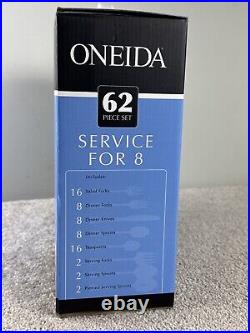 ONEIDA
62
PIECE SET
SERVICE
FOR 8
Includes:
16 Salad Forks
8 Dinner Forks
8 Dinner Knives
8 Dinner Spoons
16 Teaspoons
2 Serving Forks
2 Serving Spoons
2 Pierced Serving Spoons